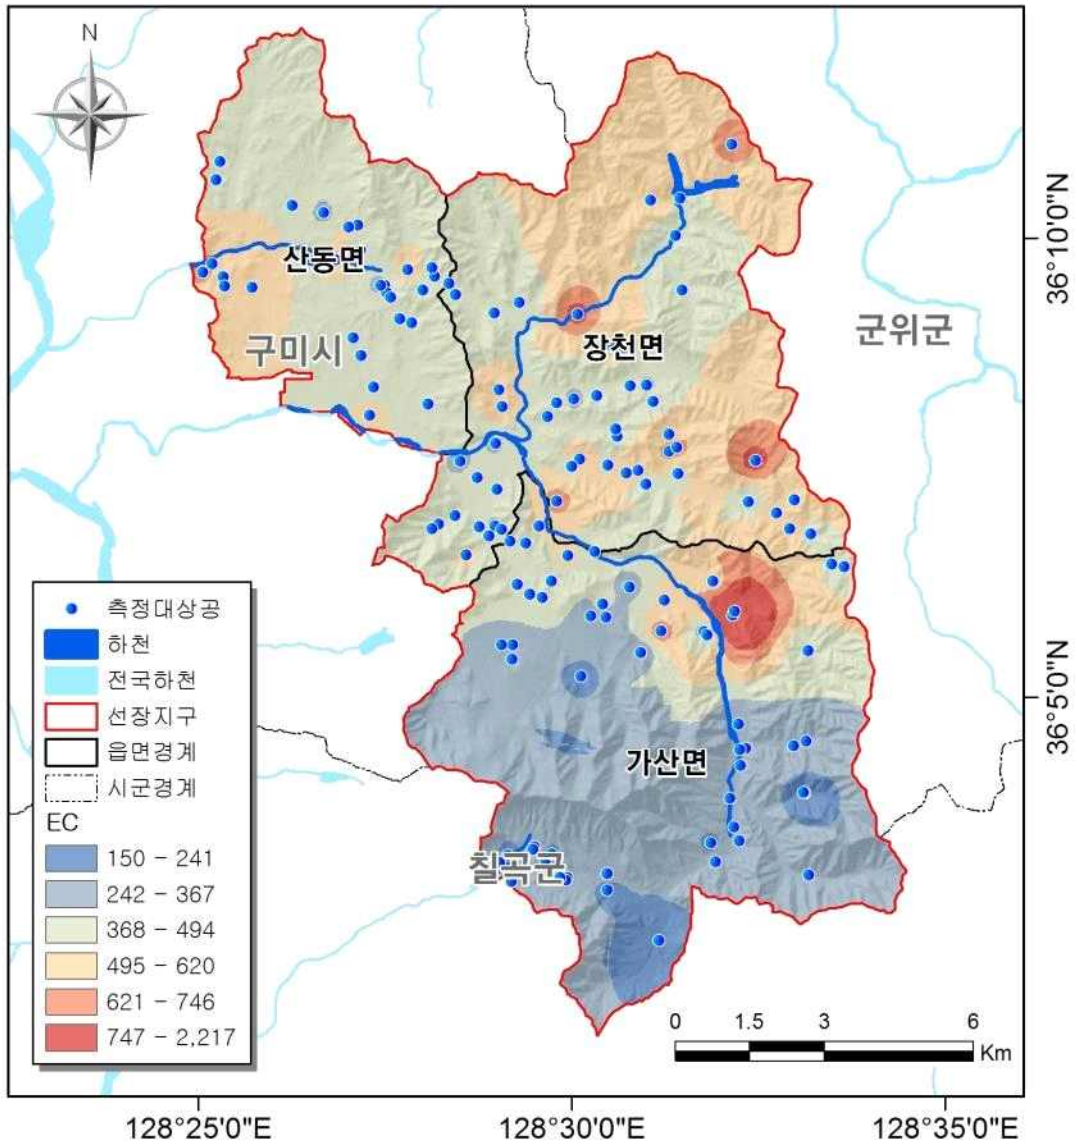 N
산동면
구미시
장천면
군위군
가산면
칠곡군
36°10'0"N
36°5'0"N
측정대상공
하천
전국하천
선장지구
읍면경계
시군경계
EC
150 - 241
242 - 367
368 - 494
495 - 620
621 - 746
747 - 2,217
0 1.5 3 6
Km
128°25'0"E 128°30'0"E 128°35'0"E